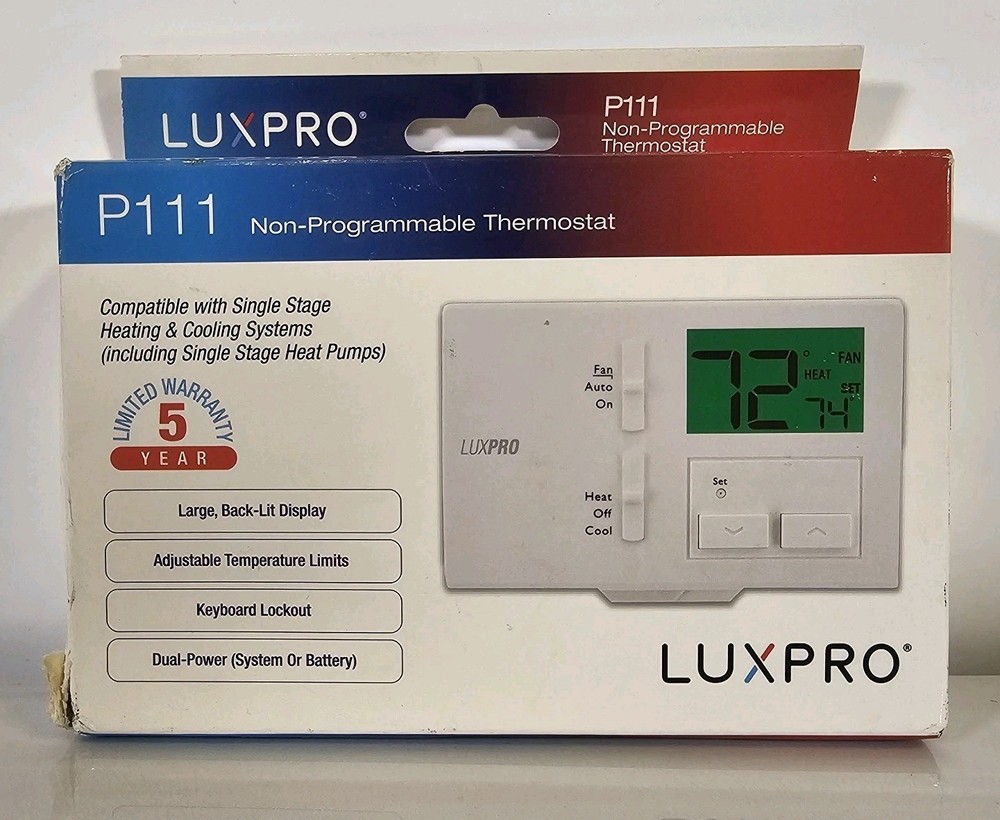 LUXPRO®
P111
Non-Programmable
Thermostat
P111 Non-Programmable Thermostat
Compatible with Single Stage
Heating & Cooling Systems
(including Single Stage Heat Pumps)
LIMITED WARRANTY
5
YEAR
Large, Back-Lit Display
Adjustable Temperature Limits
Keyboard Lockout
Dual-Power (System Or Battery)
LUXPRO
Fan
Auto
On
Heat
Off
Cool
72° FAN
HEAT
SET
74°
Set
LUXPRO®